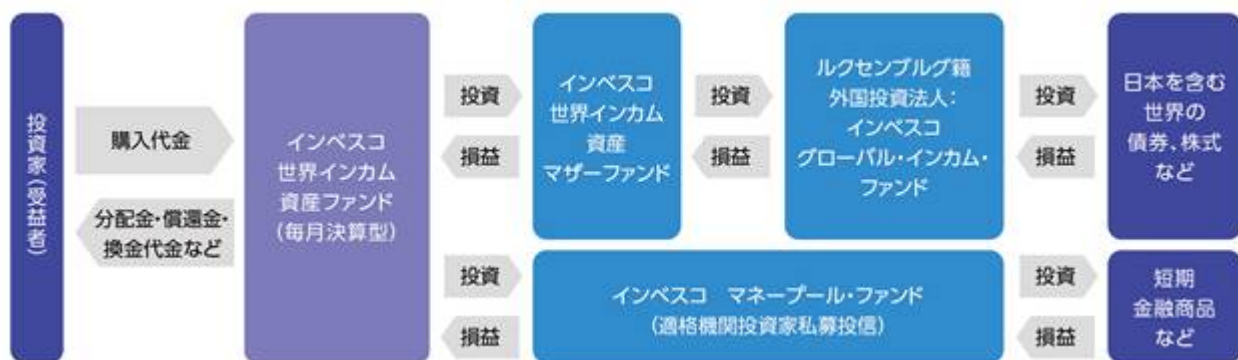 投資家(受益者)
購入代金
分配金・償還金・
換金代金など
インベスコ
世界インカム
資産ファンド
(毎月決算型)
投資
損益
インベスコ
世界インカム
資産
マザーファンド
投資
損益
ルクセンブルグ籍
外国投資法人:
インベスコ
グローバル・インカム・
ファンド
投資
損益
日本を含む
世界の
債券、株式
など
投資
損益
インベスコ　マネープール・ファンド
(適格機関投資家私募投信)
投資
損益
短期
金融商品
など